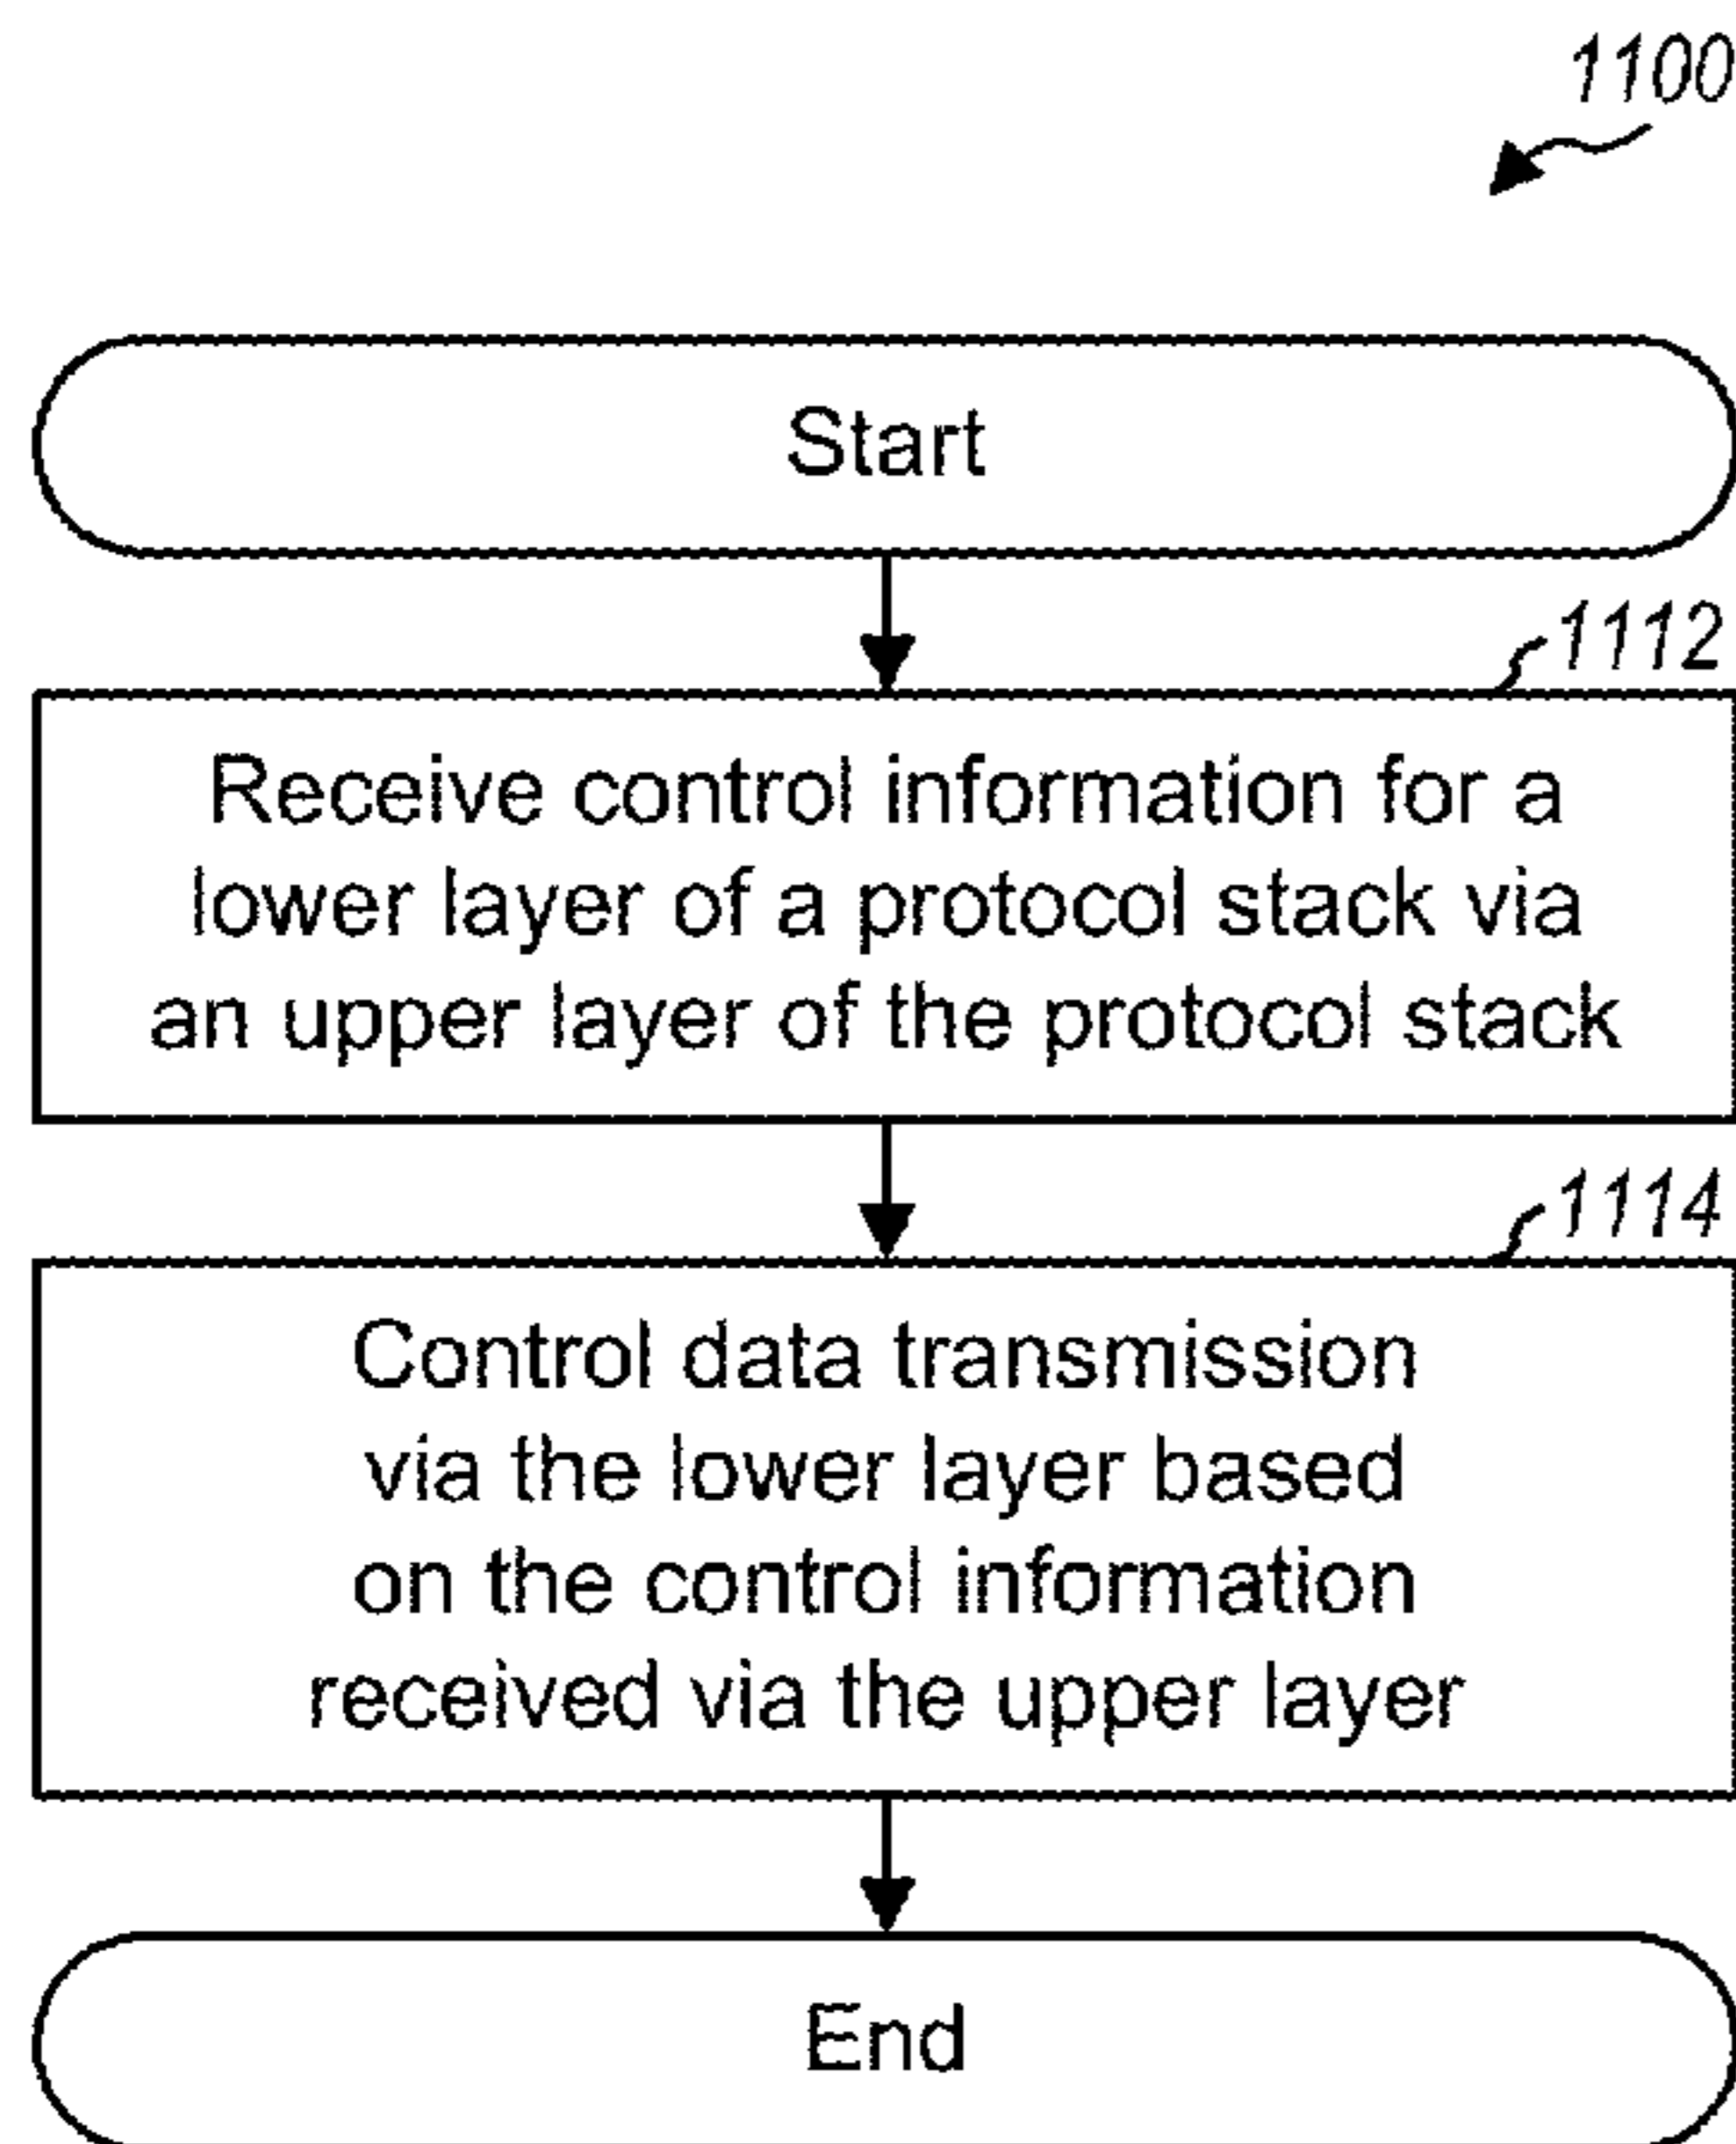 1100
Start
1112
Receive control information for a
lower layer of a protocol stack via
an upper layer of the protocol stack
1114
Control data transmission
via the lower layer based
on the control information
received via the upper layer
End